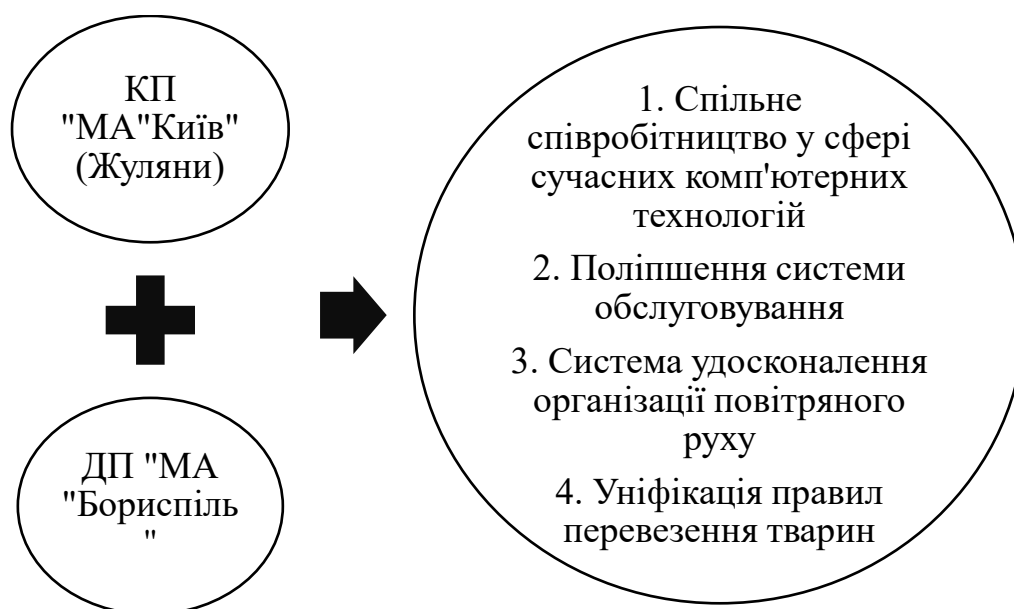 КП
"МА"Київ"
(Жуляни)
ДП "МА
"Бориспіль
"
1. Спільне
співробітництво у сфері
сучасних комп'ютерних
технологій
2. Поліпшення системи
обслуговування
3. Система удосконалення
організації повітряного
руху
4. Уніфікація правил
перевезення тварин